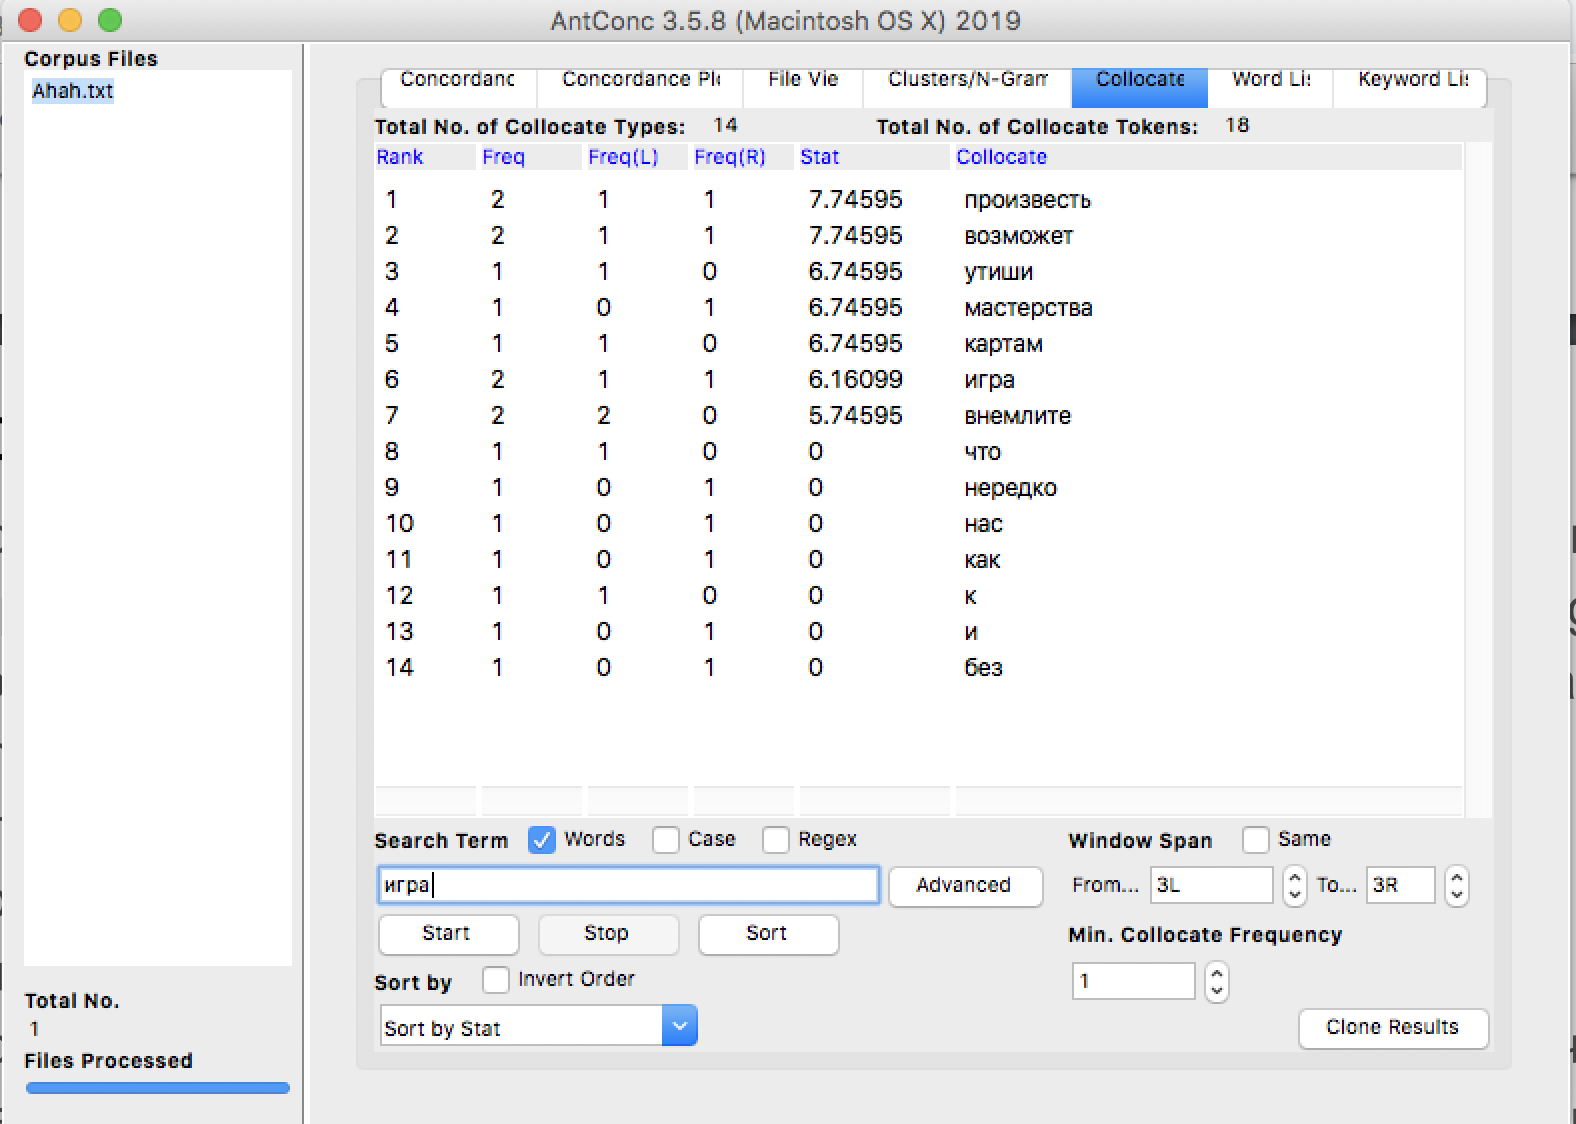 AntConc 3.5.8 (Macintosh OS X) 2019
Corpus Files
Ahah.txt
Concordanc Concordance Plo File Vie Clusters/N-Gram Collocate Word Lis Keyword Lis
Total No. of Collocate Types: 14 Total No. of Collocate Tokens: 18
Rank Freq Freq(L) Freq(R) Stat Collocate
1 2 1 1 7.74595 произвесть
2 2 1 1 7.74595 возможет
3 1 1 0 6.74595 утиши
4 1 0 1 6.74595 мастерства
5 1 1 0 6.74595 картам
6 2 1 1 6.16099 игра
7 2 2 0 5.74595 внемлите
8 1 1 0 0 что
9 1 0 1 0 нередко
10 1 0 1 0 нас
11 1 0 1 0 как
12 1 1 0 0 к
13 1 0 1 0 и
14 1 0 1 0 без
Search Term Words Case Regex Window Span Same
игра Advanced From... 3L To... 3R
Start Stop Sort Min. Collocate Frequency
Sort by Invert Order 1
Sort by Stat Clone Results
Total No.
1
Files Processed